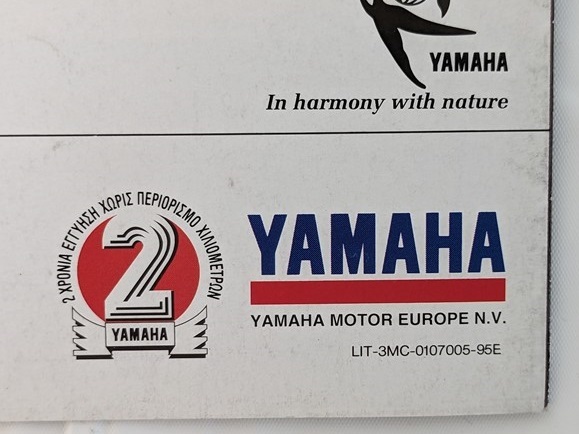 YAMAHA
In harmony with nature
2 ΧΡΟΝΙΑ ΕΓΓΥΗΣΗ ΧΩΡΙΣ ΠΕΡΙΟΡΙΣΜΟ ΧΙΛΙΟΜΕΤΡΩΝ
2
YAMAHA
YAMAHA
YAMAHA MOTOR EUROPE N.V.
LIT-3MC-0107005-95E